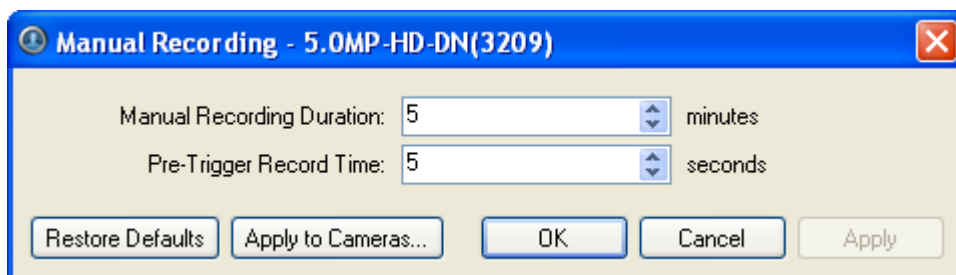 Manual Recording - 5.0MP-HD-DN(3209)
Manual Recording Duration: 5 minutes
Pre-Trigger Record Time: 5 seconds
Restore Defaults Apply to Cameras... OK Cancel Apply